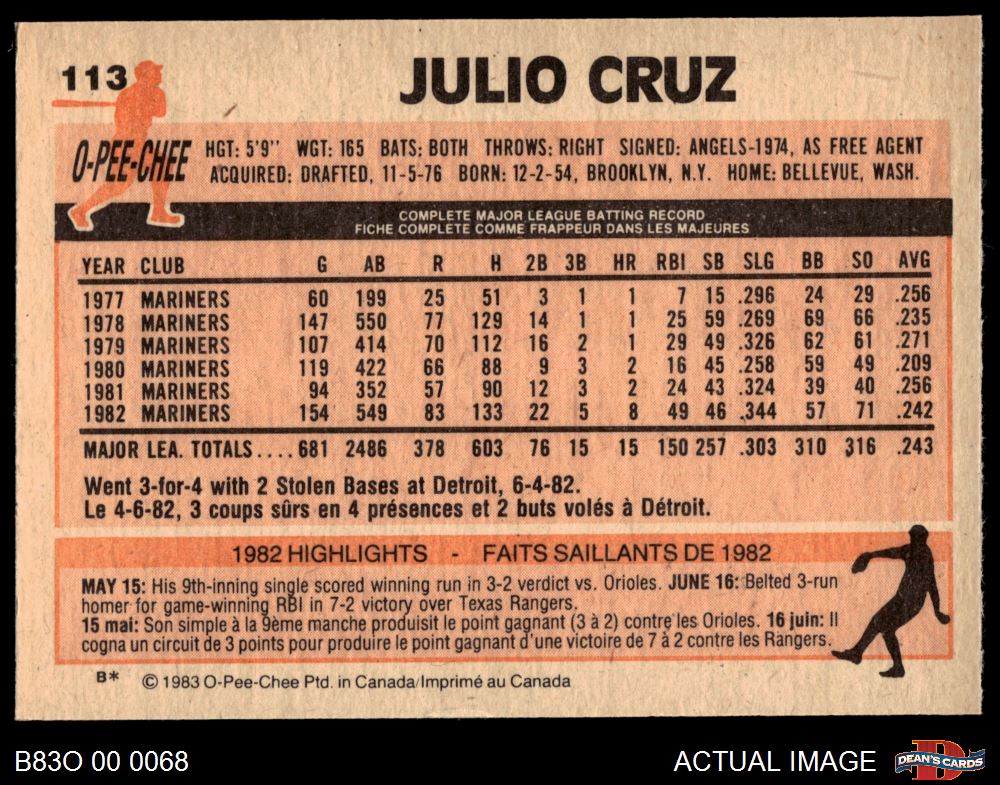 113
JULIO CRUZ
O-PEE-CHEE
HGT: 5'9'' WGT: 165 BATS: BOTH THROWS: RIGHT SIGNED: ANGELS-1974, AS FREE AGENT
ACQUIRED: DRAFTED, 11-5-76 BORN: 12-2-54, BROOKLYN, N.Y. HOME: BELLEVUE, WASH.
COMPLETE MAJOR LEAGUE BATTING RECORD
FICHE COMPLETE COMME FRAPPEUR DANS LES MAJEURES
YEAR CLUB G AB R H 2B 3B HR RBI SB SLG BB SO AVG
1977 MARINERS 60 199 25 51 3 1 1 7 15 .296 24 29 .256
1978 MARINERS 147 550 77 129 14 1 1 25 59 .269 69 66 .235
1979 MARINERS 107 414 70 112 16 2 1 29 49 .326 62 61 .271
1980 MARINERS 119 422 66 88 9 3 2 16 45 .258 59 49 .209
1981 MARINERS 94 352 57 90 12 3 2 24 43 .324 39 40 .256
1982 MARINERS 154 549 83 133 22 5 8 49 46 .344 57 71 .242
MAJOR LEA. TOTALS.... 681 2486 378 603 76 15 15 150 257 .303 310 316 .243
Went 3-for-4 with 2 Stolen Bases at Detroit, 6-4-82.
Le 4-6-82, 3 coups sûrs en 4 présences et 2 buts volés à Détroit.
1982 HIGHLIGHTS - FAITS SAILLANTS DE 1982
MAY 15: His 9th-inning single scored winning run in 3-2 verdict vs. Orioles. JUNE 16: Belted 3-run
homer for game-winning RBI in 7-2 victory over Texas Rangers.
15 mai: Son simple à la 9ème manche produisit le point gagnant (3 à 2) contre les Orioles. 16 juin: Il
cogna un circuit de 3 points pour produire le point gagnant d'une victoire de 7 à 2 contre les Rangers.
B* © 1983 O-Pee-Chee Ptd. in Canada/Imprimé au Canada
B83O 00 0068
ACTUAL IMAGE
D
DEAN'S CARDS